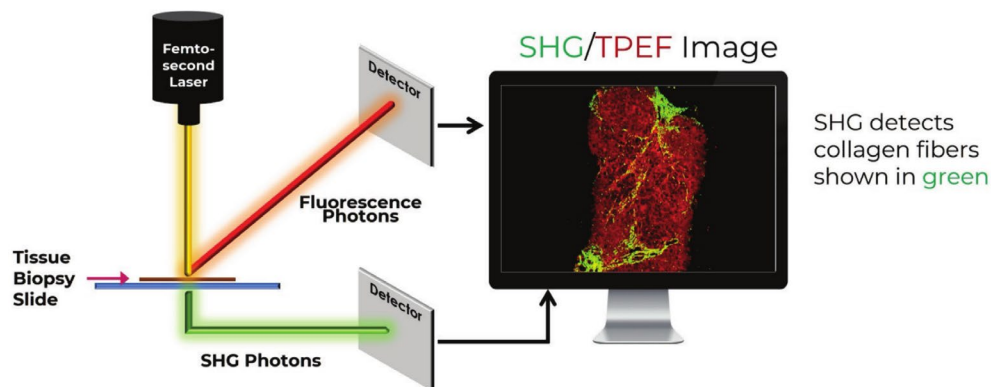 Femto-
second
Laser
Detector
SHG/TPEF Image
SHG detects
collagen fibers
shown in green
Fluorescence
Photons
Tissue
Biopsy
Slide
Detector
SHG Photons